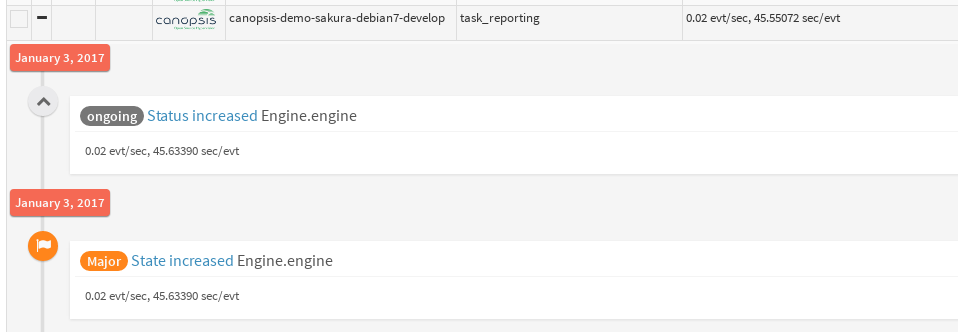 canopsis canopsis-demo-sakura-debian7-develop task_reporting 0.02 evt/sec, 45.55072 sec/evt
January 3, 2017
ongoing Status increased Engine.engine
0.02 evt/sec, 45.63390 sec/evt
January 3, 2017
Major State increased Engine.engine
0.02 evt/sec, 45.63390 sec/evt